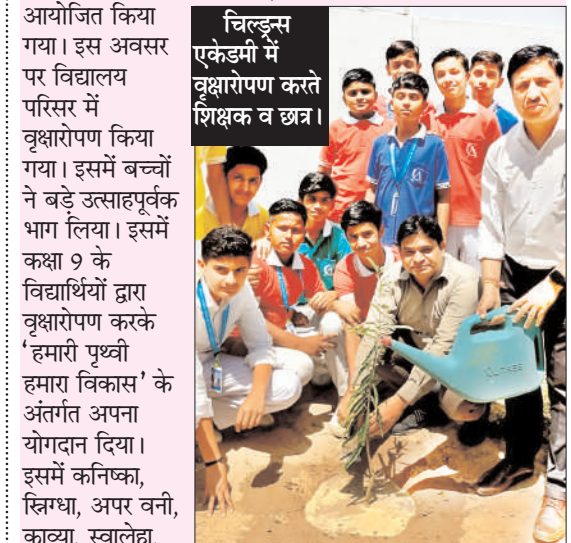 आयोजित किया
गया। इस अवसर
पर विद्यालय
परिसर में
वृक्षारोपण किया
गया। इसमें बच्चों
ने बड़े उत्साहपूर्वक
भाग लिया। इसमें
कक्षा 9 के
विद्यार्थियों द्वारा
वृक्षारोपण करके
‘हमारी पृथ्वी
हमारा विकास’ के
अंतर्गत अपना
योगदान दिया।
इसमें कनिष्का,
स्निग्धा, अपर वनी,
काव्या, स्वालेहा,
चिल्ड्रन्स
एकेडमी में
वृक्षारोपण करते
शिक्षक व छात्र।